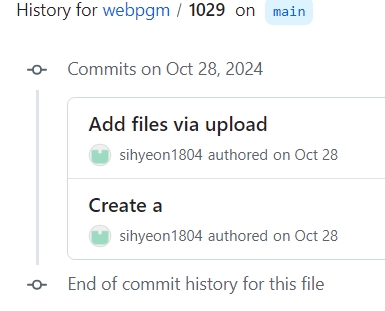 History for webpgm / 1029 on main
Commits on Oct 28, 2024
Add files via upload
sihyeon1804 authored on Oct 28
Create a
sihyeon1804 authored on Oct 28
End of commit history for this file